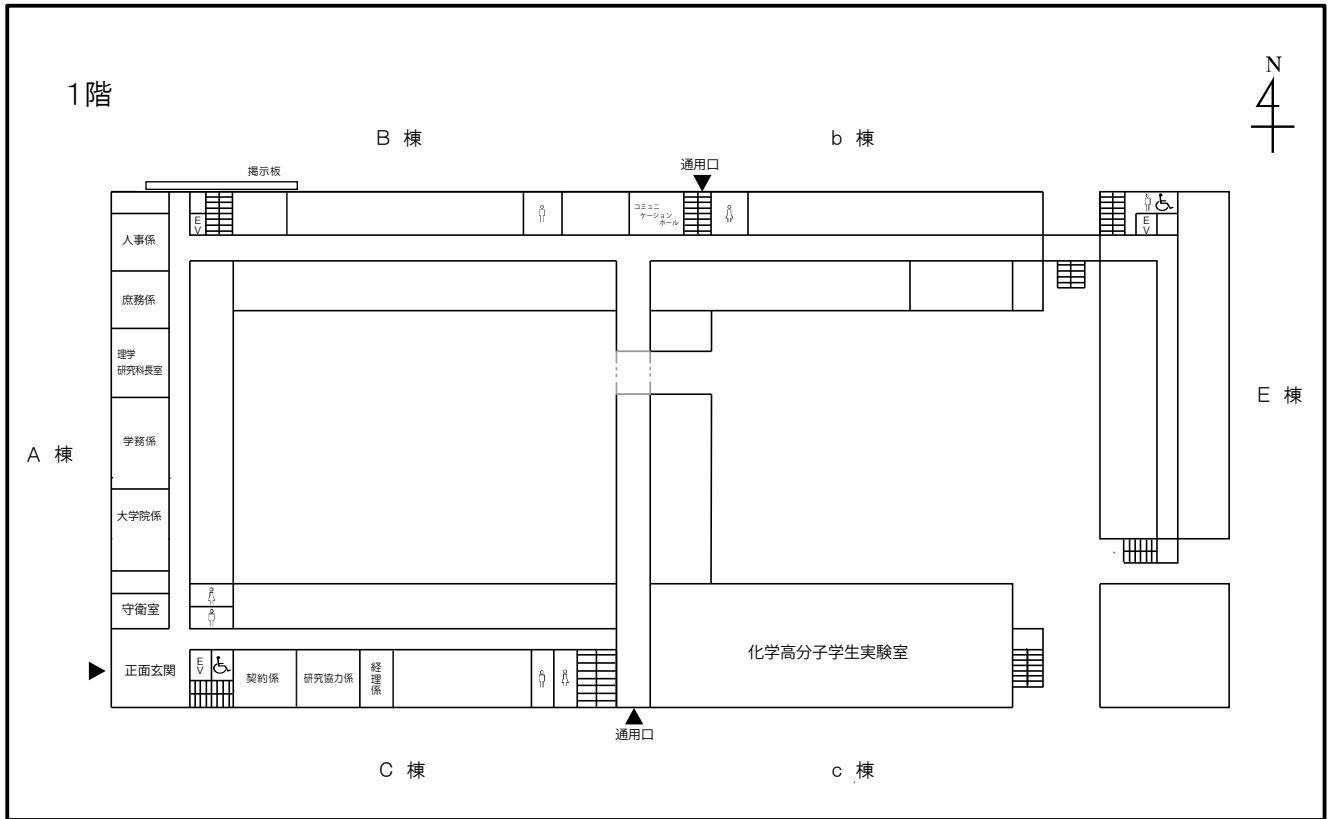 1階
N
B 棟
b 棟
掲示板
通用口
EV
コミュニ
ケーション
ホール
EV
人事係
庶務係
理学
研究科長室
E 棟
学務係
A 棟
大学院係
守衛室
正面玄関
EV
契約係
研究協力係
経理係
化学高分子学生実験室
通用口
C 棟
c 棟